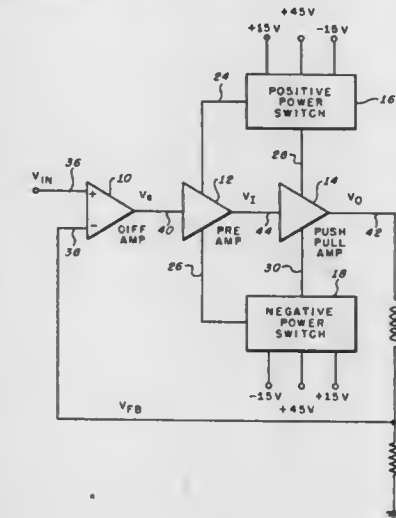 +45V
+15V
-15V
24
POSITIVE
POWER
SWITCH
16
28
VIN
36
10
12
14
+
Ve
VI
VO
-
38
DIFF
AMP
40
PRE
AMP
44
PUSH
PULL
AMP
42
26
30
18
NEGATIVE
POWER
SWITCH
-15V
+15V
+45V
VFB